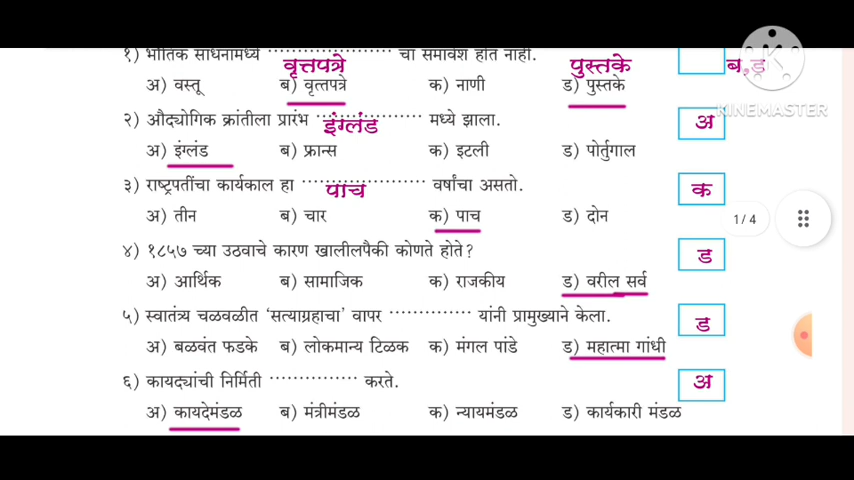 १) भौतिक साधनांमध्ये ........................ चा समावेश होत नाही.
वृत्तपत्रे पुस्तके ब,ड
अ) वस्तू ब) वृत्तपत्रे क) नाणी ड) पुस्तके
KINEMASTER
२) औद्योगिक क्रांतीला प्रारंभ ..................... मध्ये झाला. अ
इंग्लंड
अ) इंग्लंड ब) फ्रान्स क) इटली ड) पोर्तुगाल
३) राष्ट्रपतींचा कार्यकाल हा ........................ वर्षांचा असतो. क
पाच
अ) तीन ब) चार क) पाच ड) दोन
1/4
४) १८५७ च्या उठवाचे कारण खालीलपैकी कोणते होते? ड
अ) आर्थिक ब) सामाजिक क) राजकीय ड) वरील सर्व
५) स्वातंत्र्य चळवळीत ‘सत्याग्रहाचा’ वापर .............. यांनी प्रामुख्याने केला. ड
अ) बळवंत फडके ब) लोकमान्य टिळक क) मंगल पांडे ड) महात्मा गांधी
६) कायद्यांची निर्मिती ............... करते. अ
अ) कायदेमंडळ ब) मंत्रीमंडळ क) न्यायमंडळ ड) कार्यकारी मंडळ